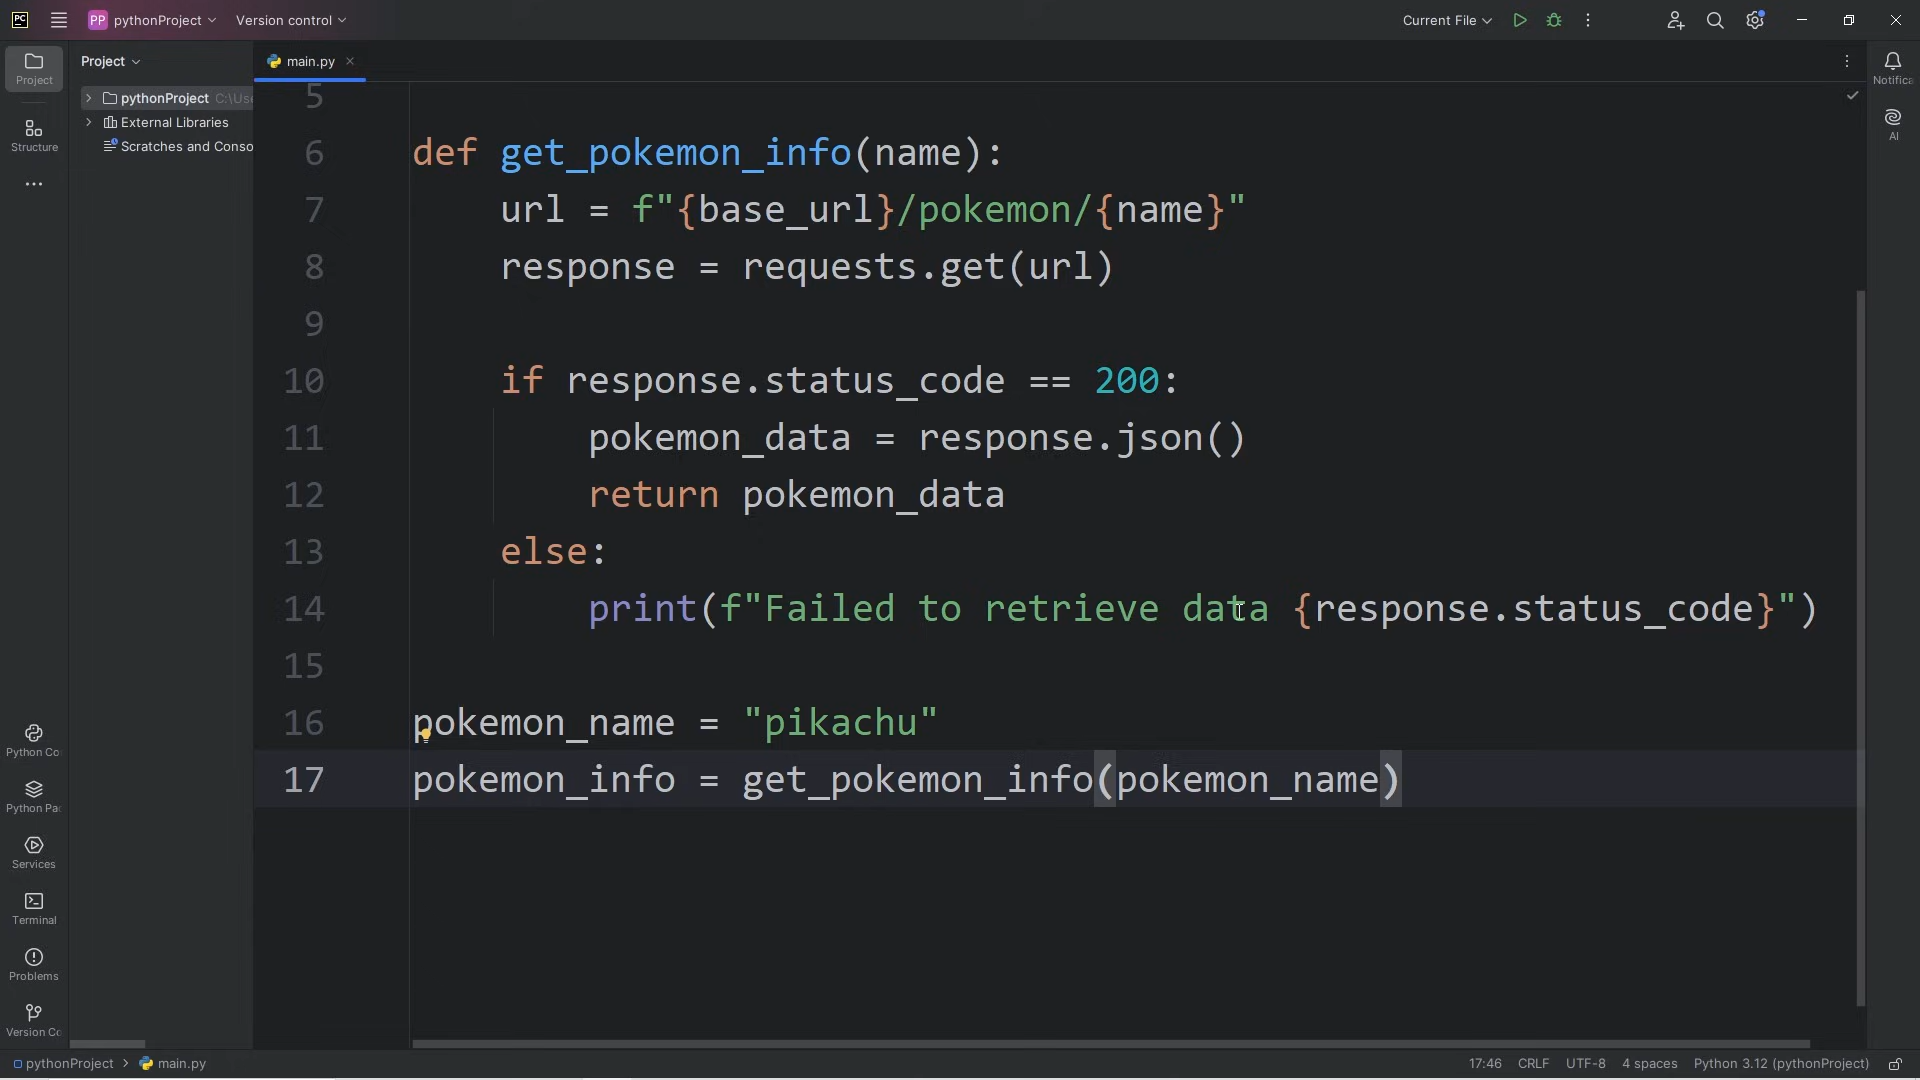 PC
PP pythonProject Version control Current File
Project
main.py
Project
Structure
pythonProject C:\Use
External Libraries
Scratches and Conso
Notifica
AI
5
6 def get_pokemon_info(name):
7 url = f"{base_url}/pokemon/{name}"
8 response = requests.get(url)
9
10 if response.status_code == 200:
11 pokemon_data = response.json()
12 return pokemon_data
13 else:
14 print(f"Failed to retrieve data {response.status_code}")
15
16 pokemon_name = "pikachu"
17 pokemon_info = get_pokemon_info(pokemon_name)
Python Co
Python Pac
Services
Terminal
Problems
Version Co
pythonProject > main.py 17:46 CRLF UTF-8 4 spaces Python 3.12 (pythonProject)